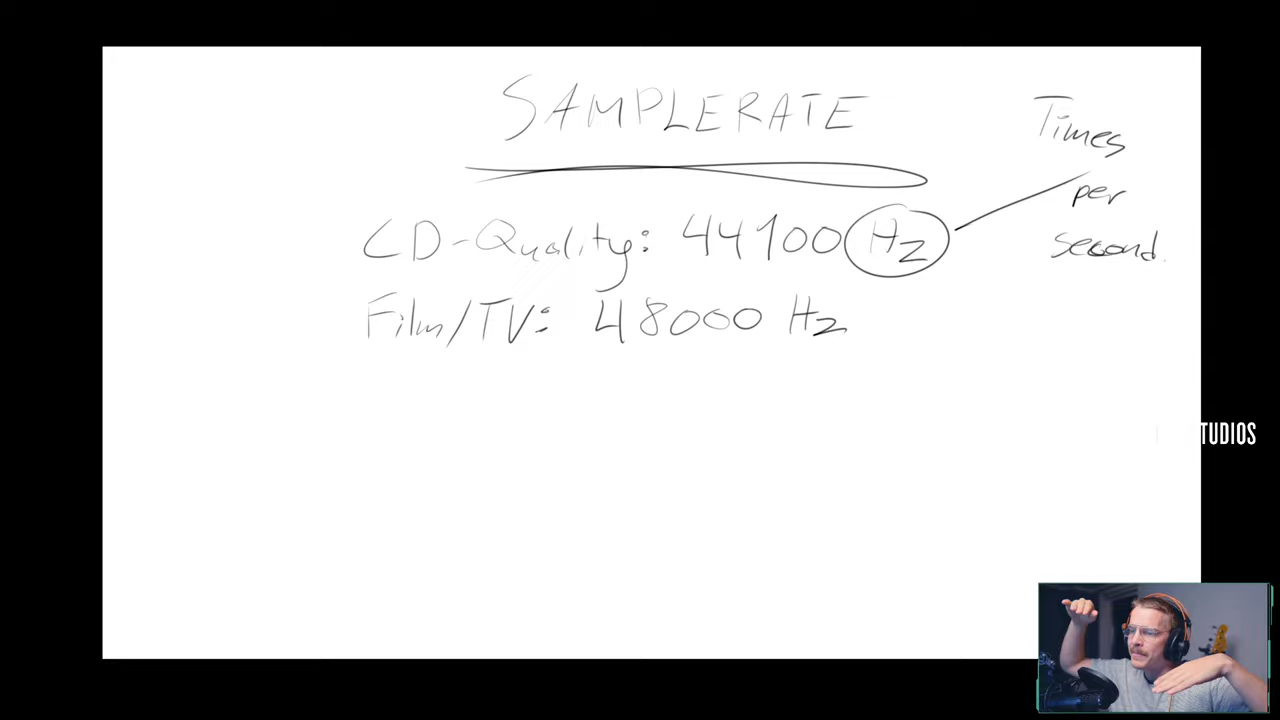 SAMPLERATE
Times
per
second.
CD-Quality: 44100 Hz
Film/TV: 48000 Hz
TUDIOS